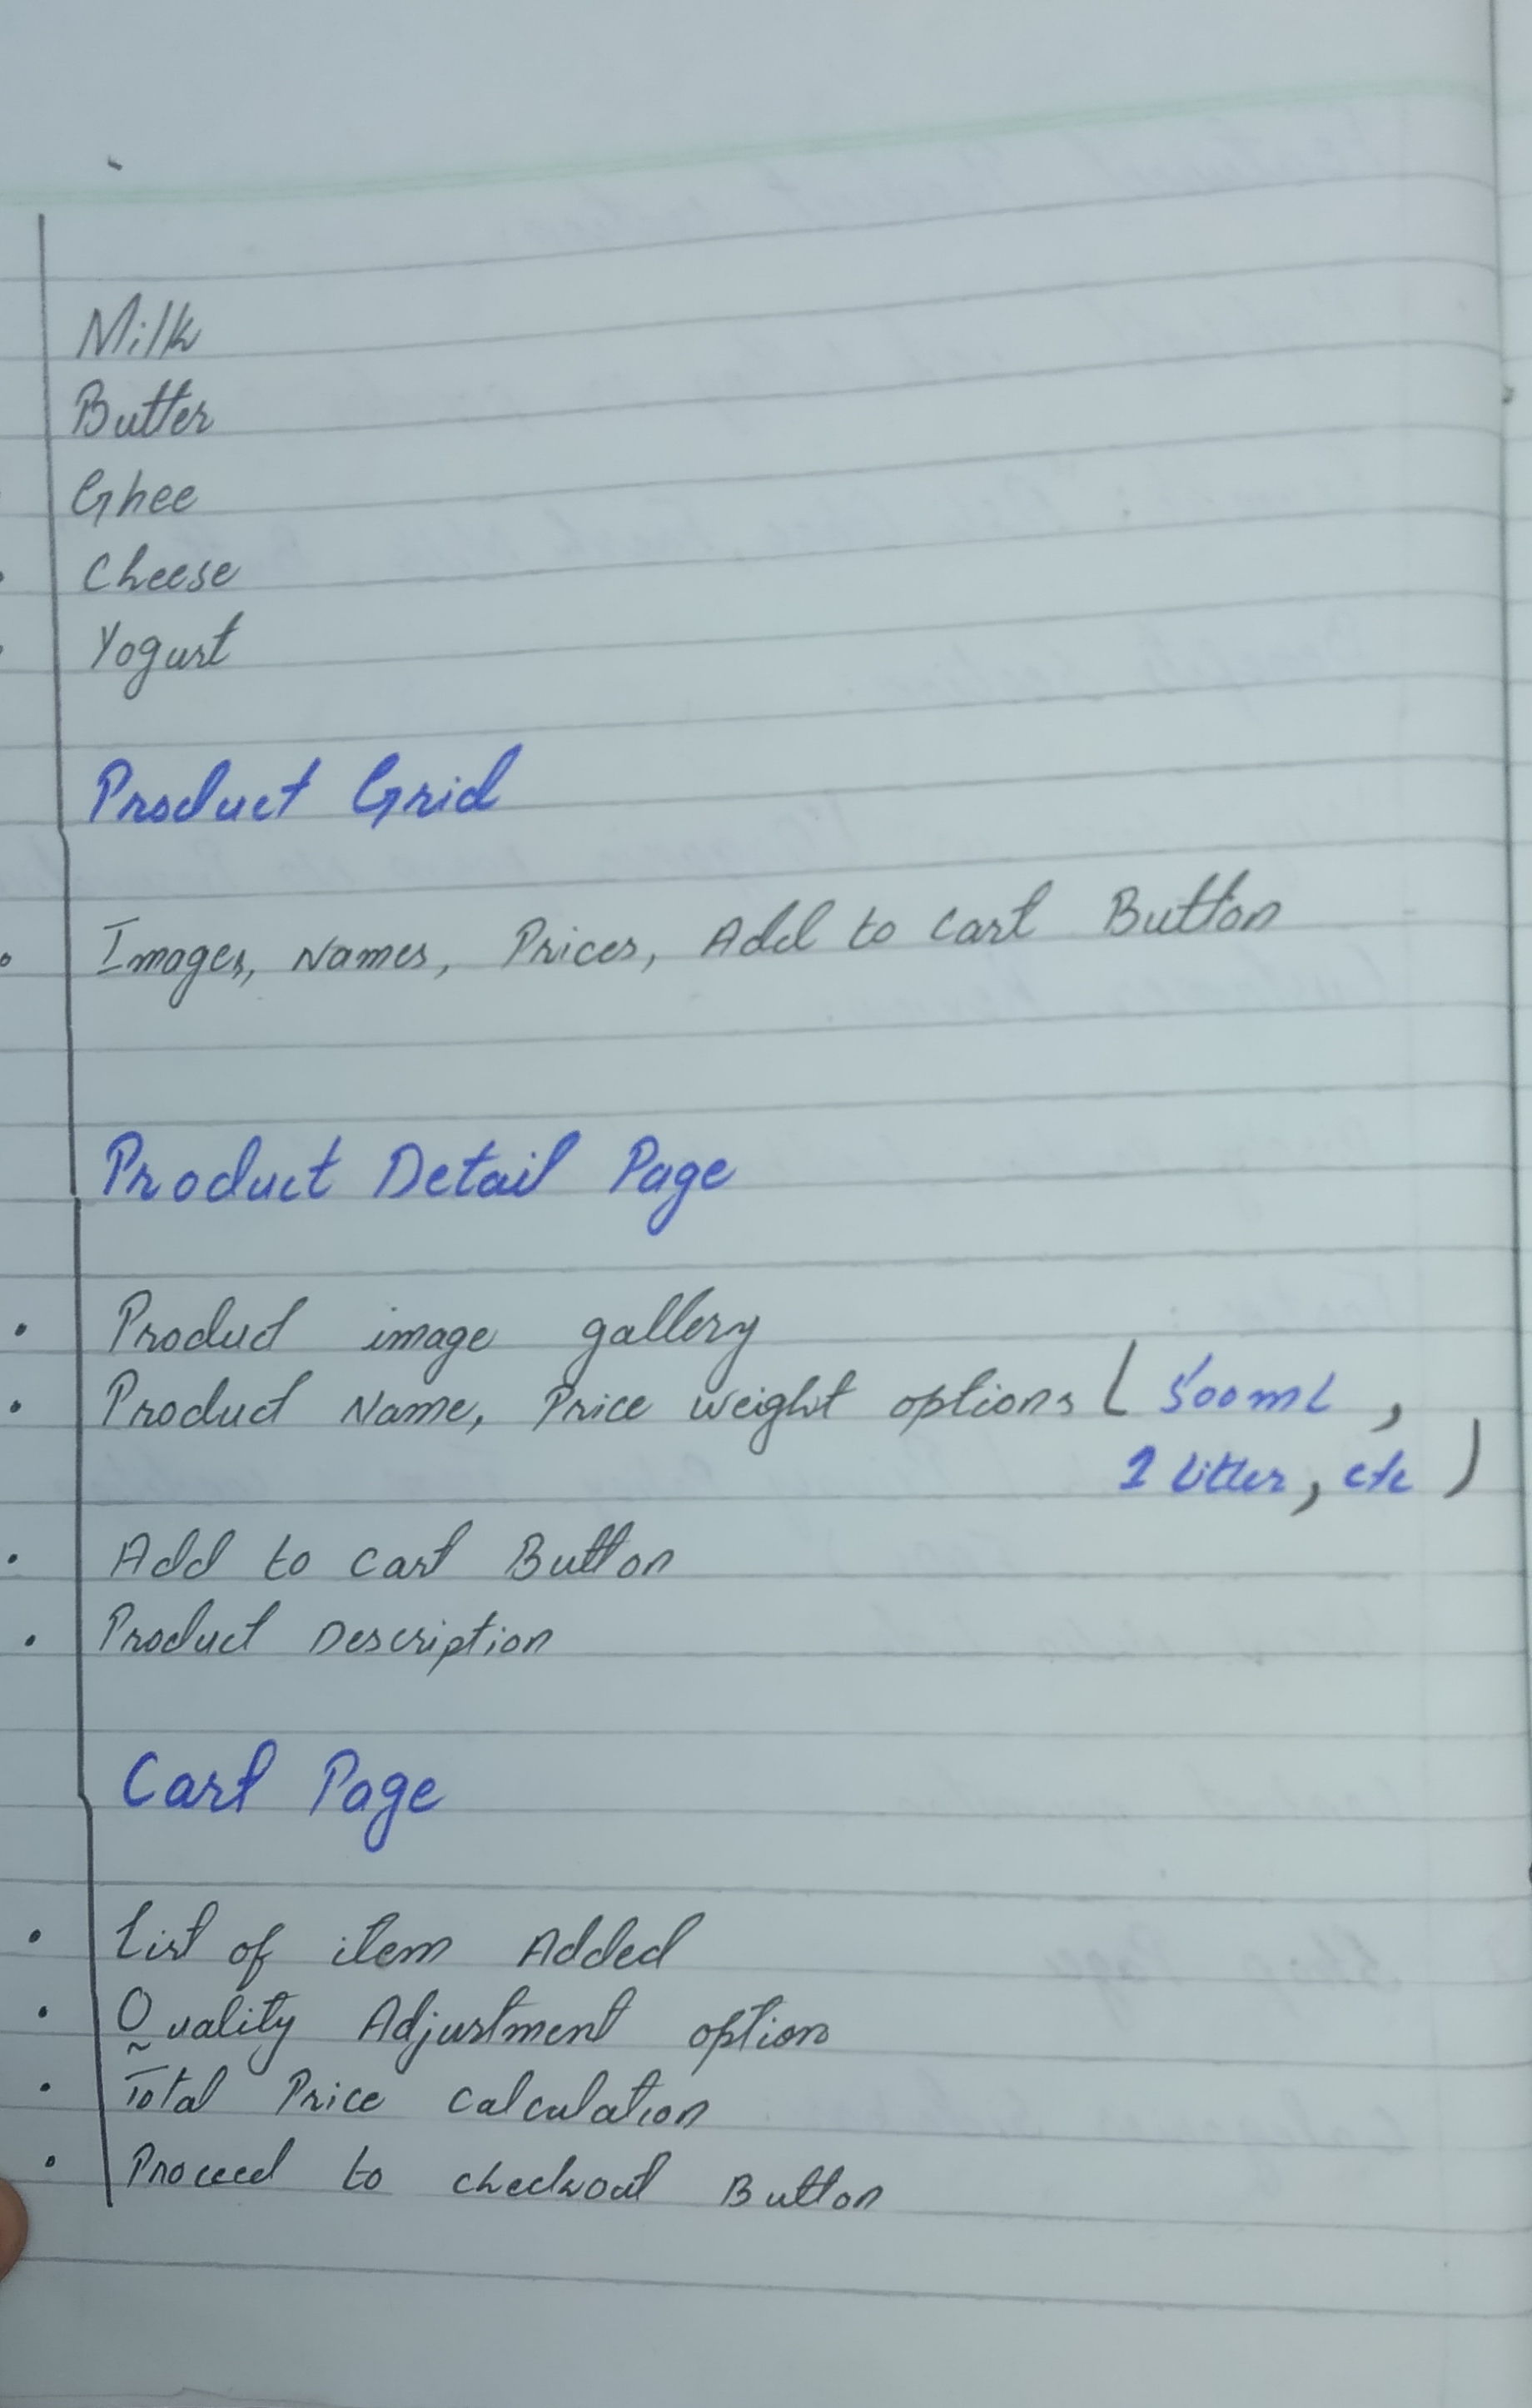 Milk
Butter
Ghee
Cheese
Yogurt
Product Grid
Images, Names, Prices, Add to cart Button
Product Detail Page
Product image gallery
Product Name, Price weight options ( 500mL ,
1 litter, etc )
Add to cart Button
Product Description
Cart Page
List of item Added
Quality Adjustment option
Total Price calculation
Proceed to checkout Button